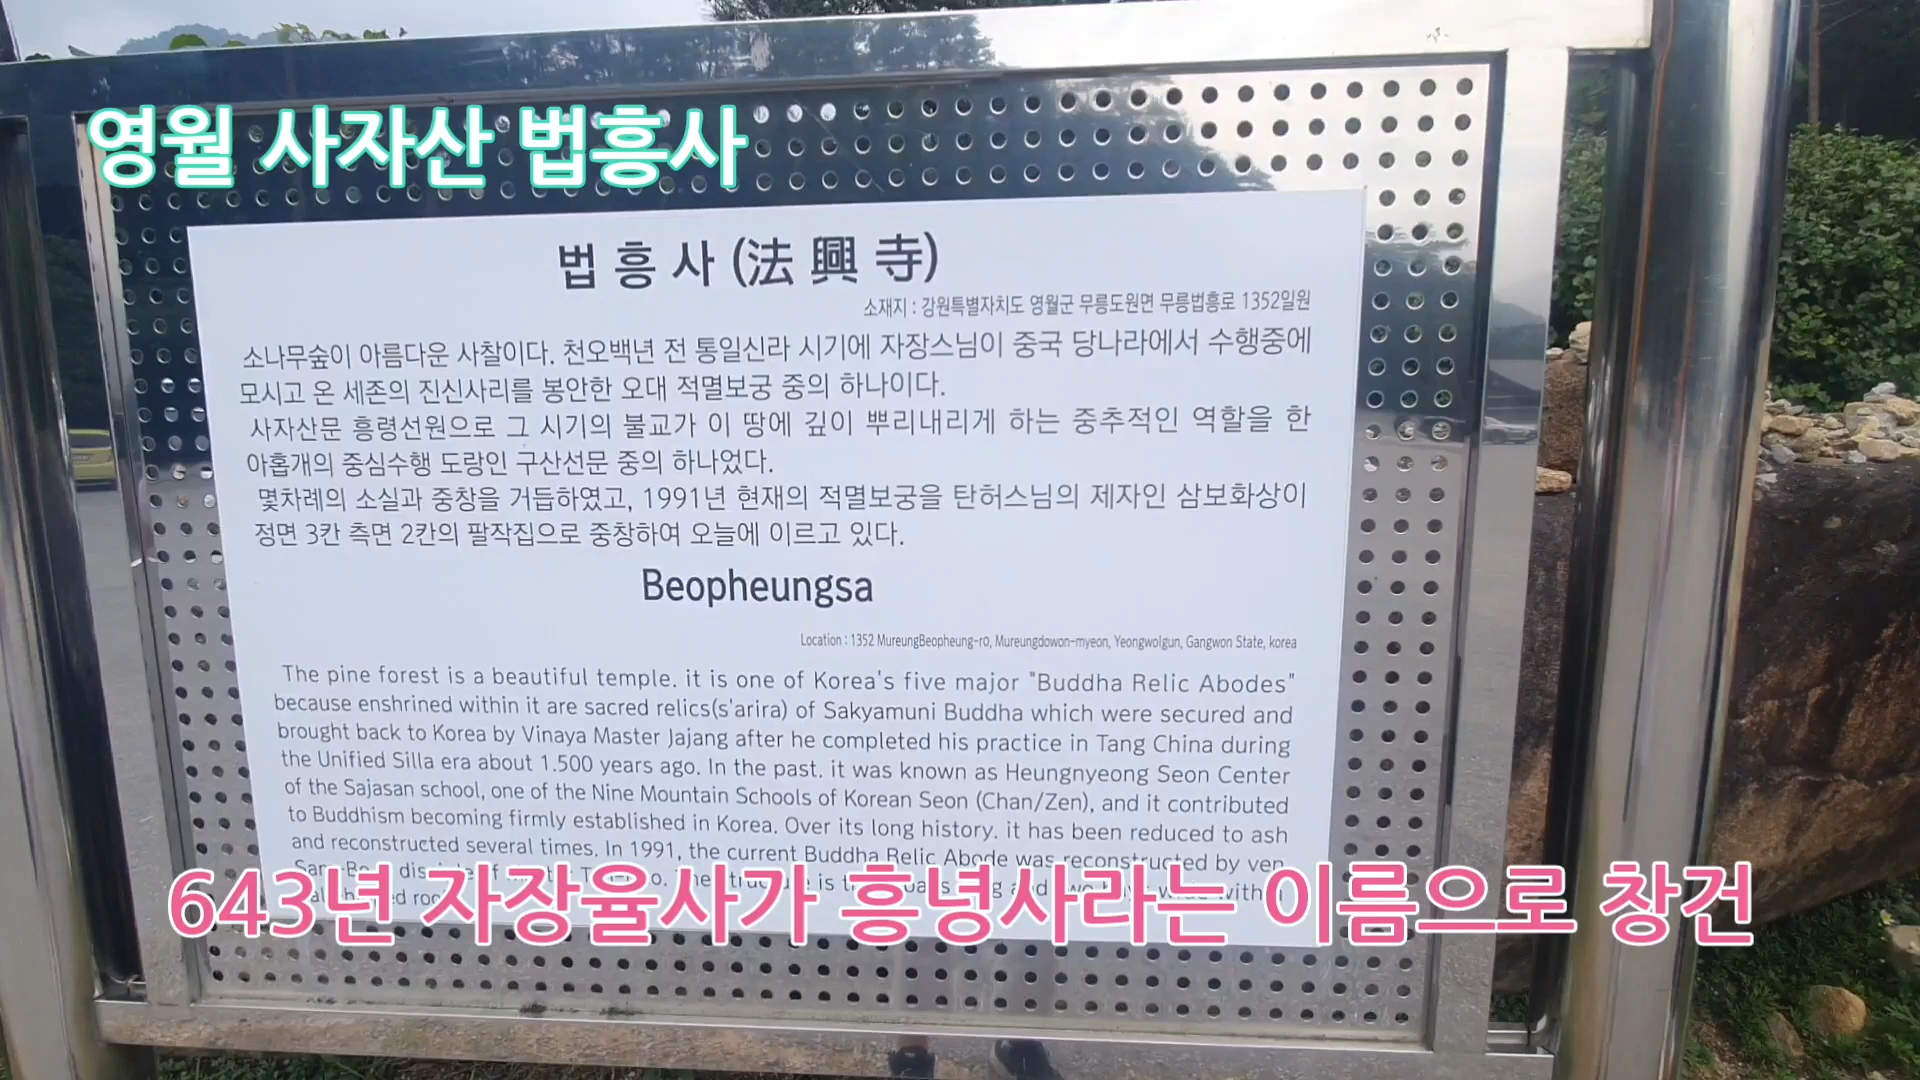 영월 사자산 법흥사
법흥사(法興寺)
소재지 : 강원특별자치도 영월군 무릉도원면 무릉법흥로 1352일원
소나무숲이 아름다운 사찰이다. 천오백년 전 통일신라 시기에 자장스님이 중국 당나라에서 수행중에
모시고 온 세존의 진신사리를 봉안한 오대 적멸보궁 중의 하나이다.
사자산문 흥령선원으로 그 시기의 불교가 이 땅에 깊이 뿌리내리게 하는 중추적인 역할을 한
아홉개의 중심수행 도량인 구산선문 중의 하나었다.
몇차례의 소실과 중창을 거듭하였고, 1991년 현재의 적멸보궁을 탄허스님의 제자인 삼보화상이
정면 3칸 측면 2칸의 팔작집으로 중창하여 오늘에 이르고 있다.
Beopheungsa
Location : 1352 MureungBeopheung-ro, Mureungdowon-myeon, Yeongwolgun, Gangwon State, korea
The pine forest is a beautiful temple. it is one of Korea's five major "Buddha Relic Abodes"
because enshrined within it are sacred relics(s'arira) of Sakyamuni Buddha which were secured and
brought back to Korea by Vinaya Master Jajang after he completed his practice in Tang China during
the Unified Silla era about 1.500 years ago. In the past. it was known as Heungnyeong Seon Center
of the Sajasan school, one of the Nine Mountain Schools of Korean Seon (Chan/Zen), and it contributed
to Buddhism becoming firmly established in Korea. Over its long history. it has been reduced to ash
and reconstructed several times. In 1991, the current Buddha Relic Abode was reconstructed by ven
643년 자장율사가 흥녕사라는 이름으로 창건